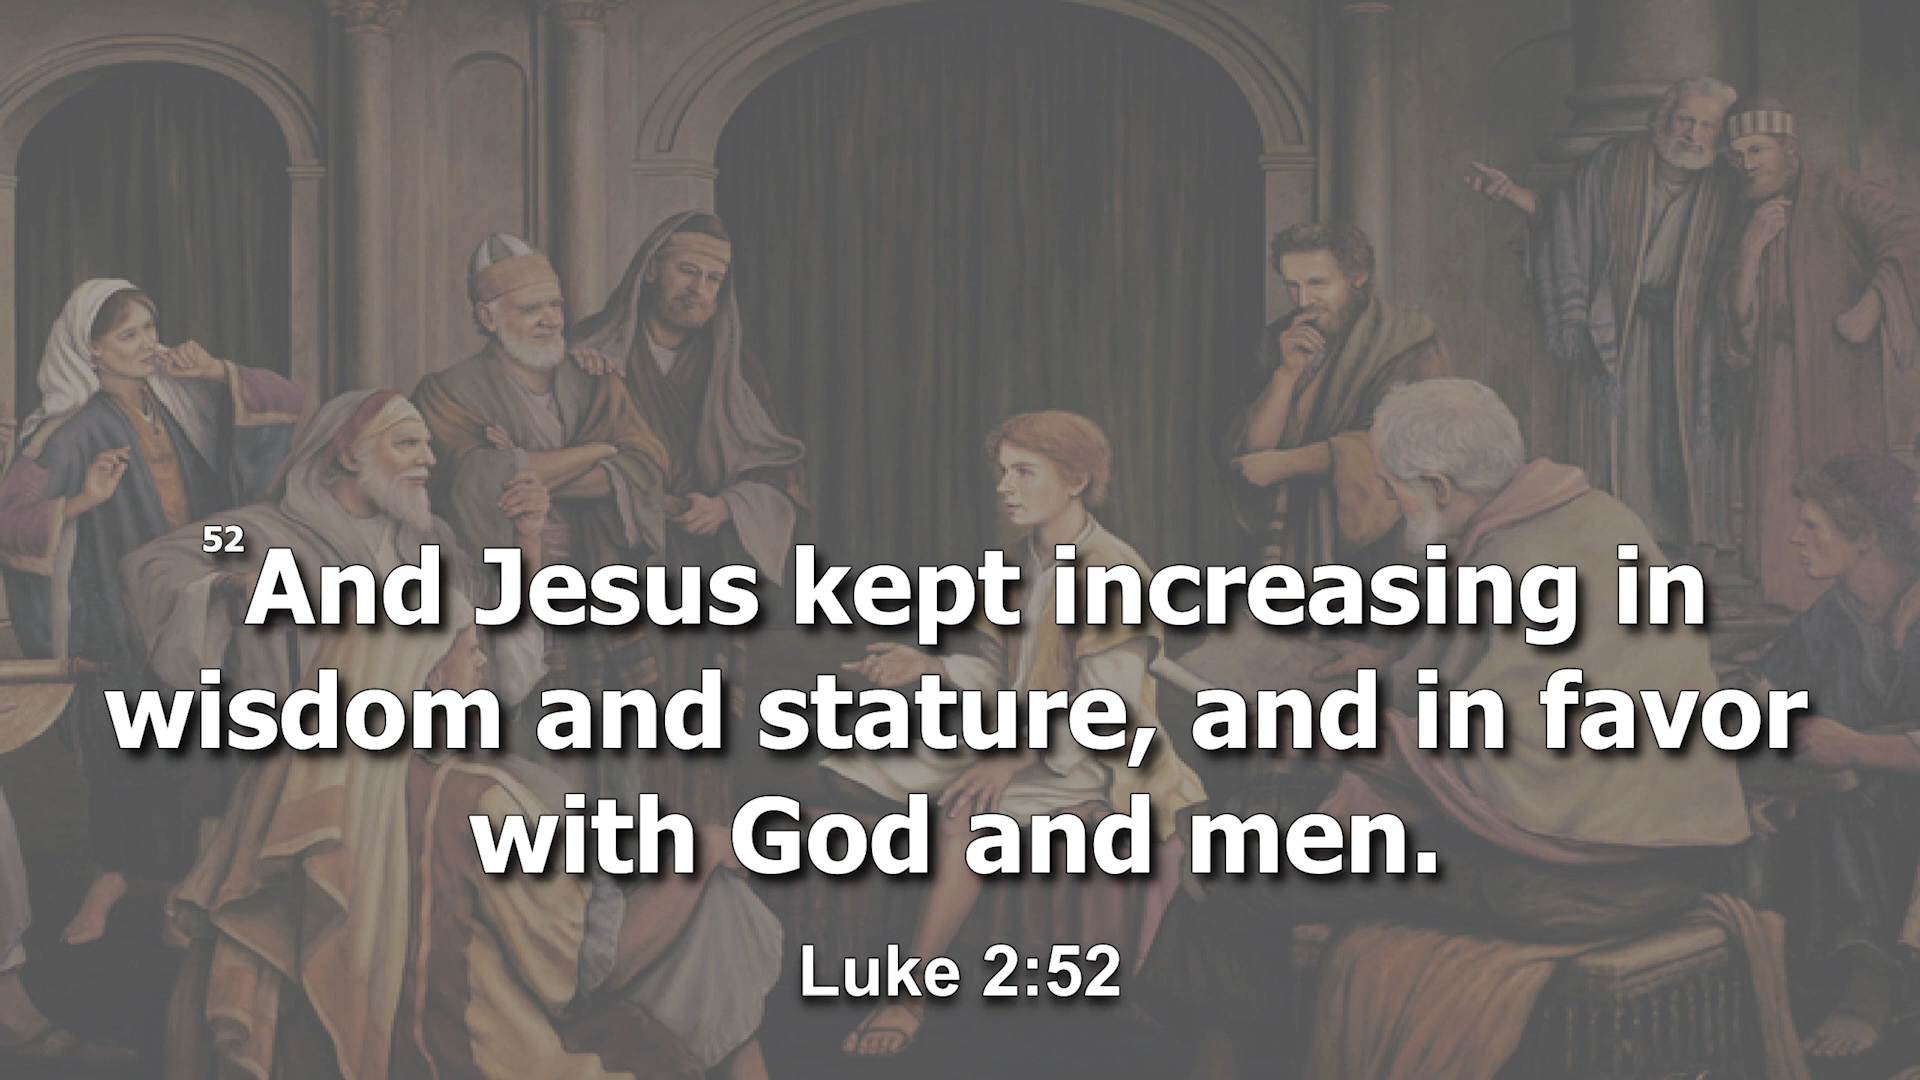 52 And Jesus kept increasing in
wisdom and stature, and in favor
with God and men.
Luke 2:52